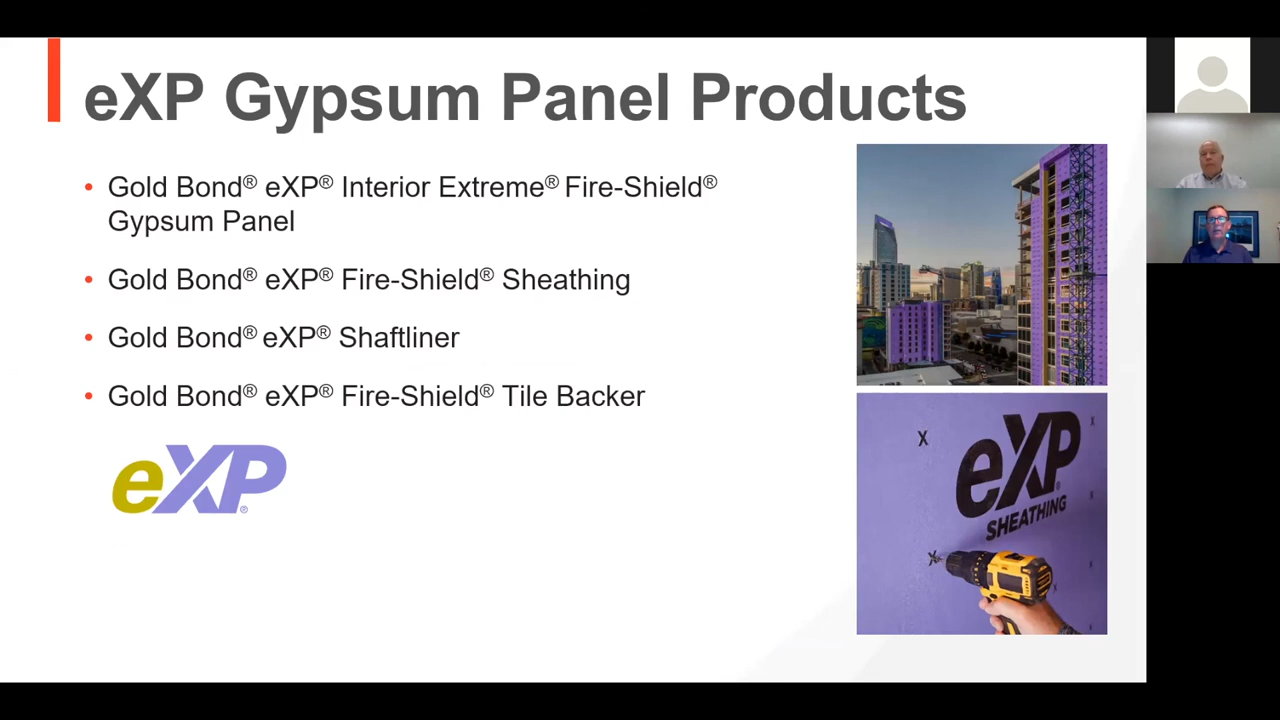 eXP Gypsum Panel Products
• Gold Bond® eXP® Interior Extreme® Fire-Shield®
Gypsum Panel
• Gold Bond® eXP® Fire-Shield® Sheathing
• Gold Bond® eXP® Shaftliner
• Gold Bond® eXP® Fire-Shield® Tile Backer
eXP®
X
eXP®
SHEATHING
X